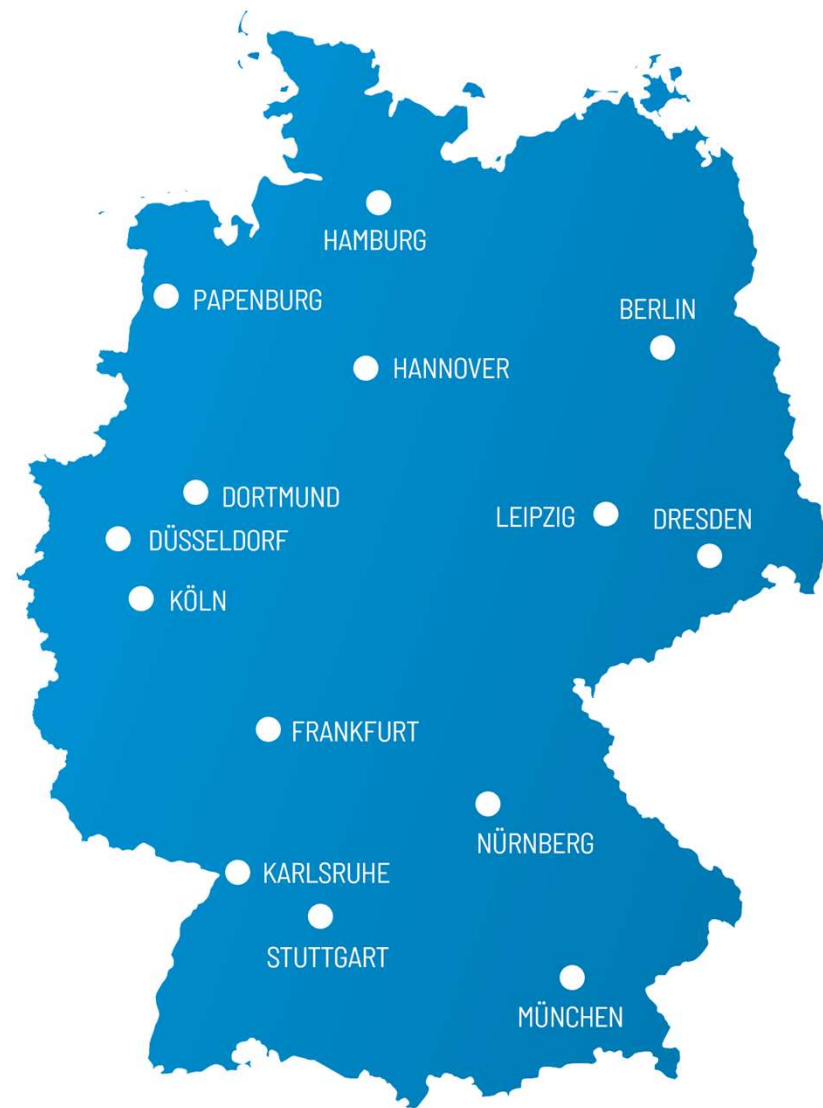 HAMBURG
PAPENBURG
BERLIN
HANNOVER
DORTMUND
LEIPZIG
DRESDEN
DÜSSELDORF
KÖLN
FRANKFURT
NÜRNBERG
KARLSRUHE
STUTTGART
MÜNCHEN